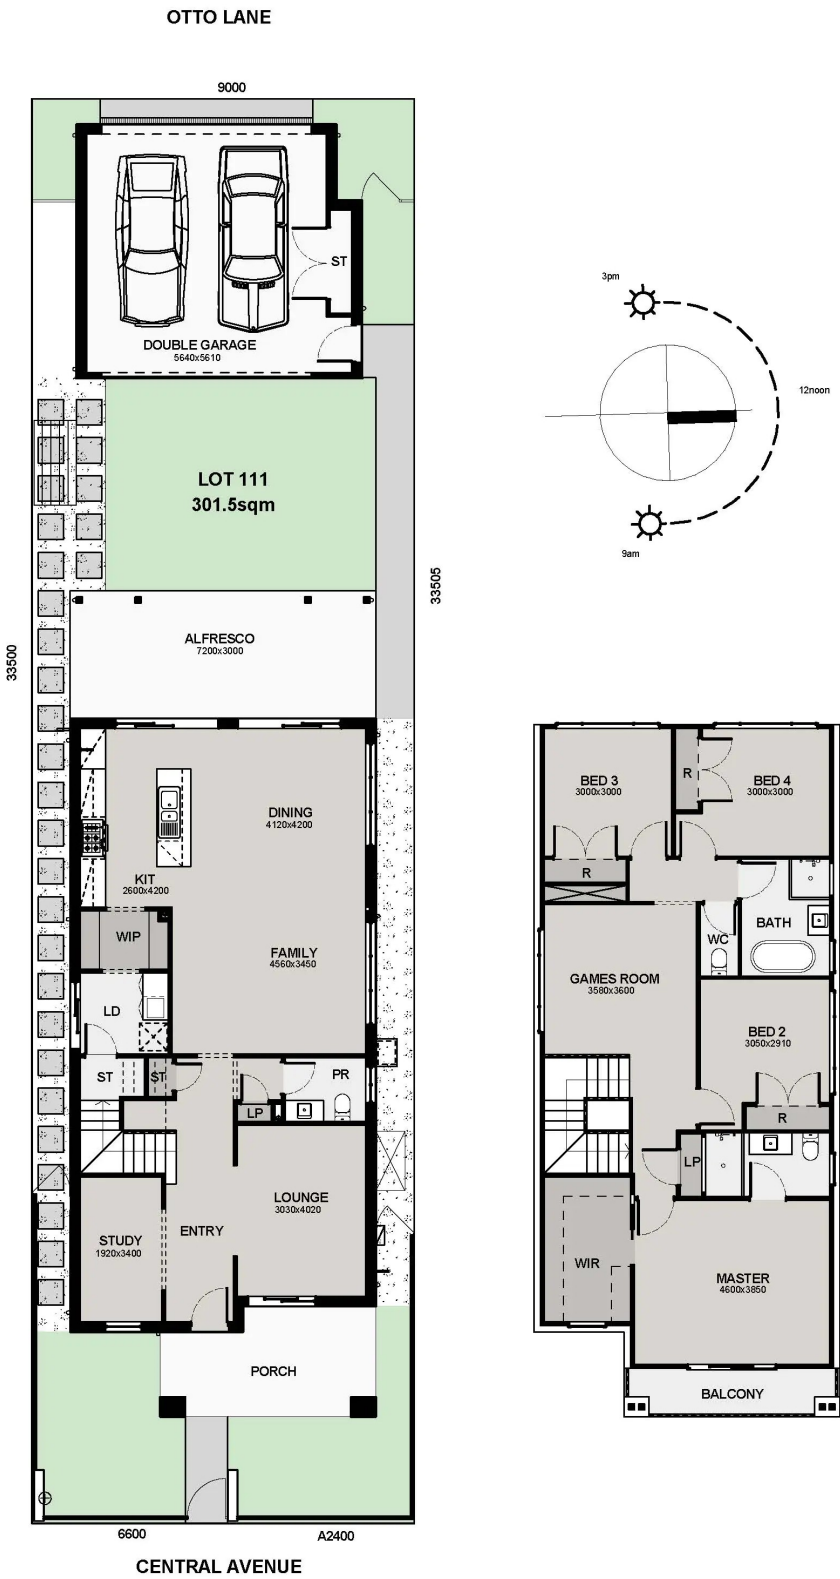 OTTO LANE
9000
ST
DOUBLE GARAGE
5640x5610
LOT 111
301.5sqm
33505
33500
ALFRESCO
7200x3000
DINING
4120x4200
KIT
2600x4200
WIP
FAMILY
4560x3450
LD
ST
ST
PR
LP
LOUNGE
3030x4020
STUDY
1920x3400
ENTRY
PORCH
6600
A2400
CENTRAL AVENUE
3pm
12noon
9am
BED 3
3000x3000
R
BED 4
3000x3000
R
BATH
WC
GAMES ROOM
3580x3600
BED 2
3050x2910
R
LP
WIR
MASTER
4600x3850
BALCONY